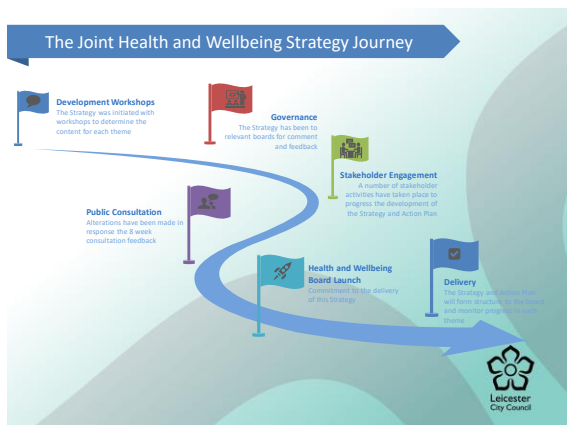 The Joint Health and Wellbeing Strategy Journey
Development Workshops
The Strategy was initiated with
workshops to determine the
content for each theme
Governance
The Strategy has been to
relevant boards for comment
and feedback
Stakeholder Engagement
A number of stakeholder
activities have taken place to
progress the development of
the Strategy and Action Plan
Public Consultation
Alterations have been made in
response the 8 week
consultation feedback
Health and Wellbeing
Board Launch
Commitment to the delivery
of this Strategy
Delivery
The Strategy and Action Plan
will form structure to the board
and monitor progress in each
theme
Leicester
City Council